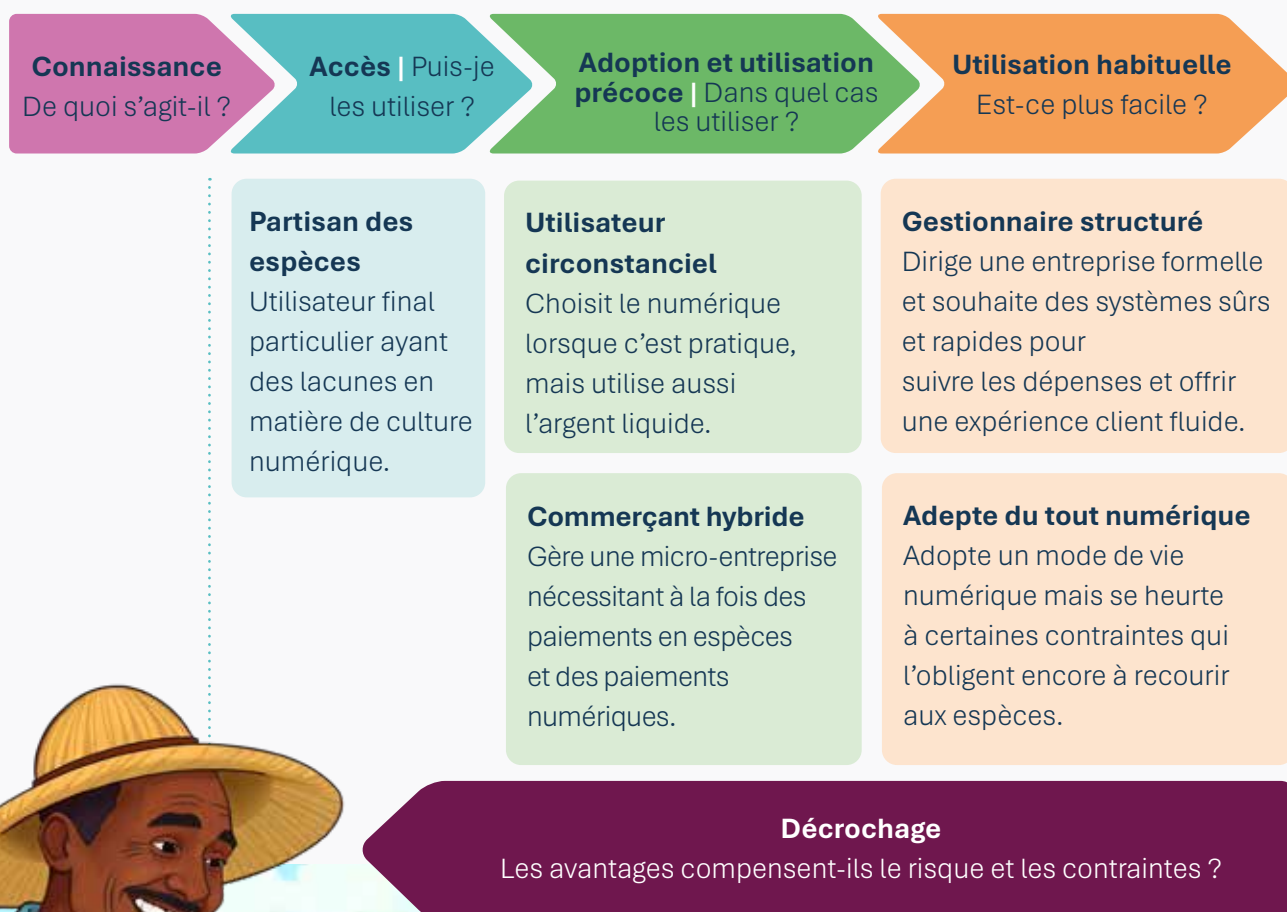 Connaissance
De quoi s'agit-il ?
Accès | Puis-je
les utiliser ?
Adoption et utilisation
précoce | Dans quel cas
les utiliser ?
Utilisation habituelle
Est-ce plus facile ?
Partisan des
espèces
Utilisateur final
particulier ayant
des lacunes en
matière de culture
numérique.
Utilisateur
circonstanciel
Choisit le numérique
lorsque c'est pratique,
mais utilise aussi
l'argent liquide.
Commerçant hybride
Gère une micro-entreprise
nécessitant à la fois des
paiements en espèces
et des paiements
numériques.
Gestionnaire structuré
Dirige une entreprise formelle
et souhaite des systèmes sûrs
et rapides pour
suivre les dépenses et offrir
une expérience client fluide.
Adepte du tout numérique
Adopte un mode de vie
numérique mais se heurte
à certaines contraintes qui
l'obligent encore à recourir
aux espèces.
Décrochage
Les avantages compensent-ils le risque et les contraintes ?